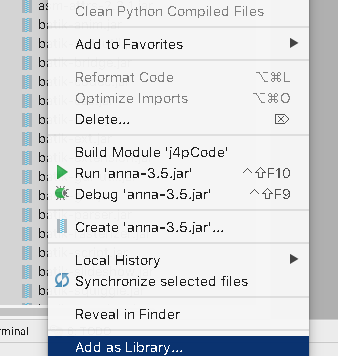 Clean Python Compiled Files
Add to Favorites
Reformat Code ⌥⌘L
Optimize Imports ⌥⌘O
Delete... ⌦
Build Module 'j4pCode'
Run 'anna-3.5.jar' ^⇧F10
Debug 'anna-3.5.jar' ^⇧F9
Create 'anna-3.5.jar'...
Local History
Synchronize selected files
Reveal in Finder
rminal
Add as Library...